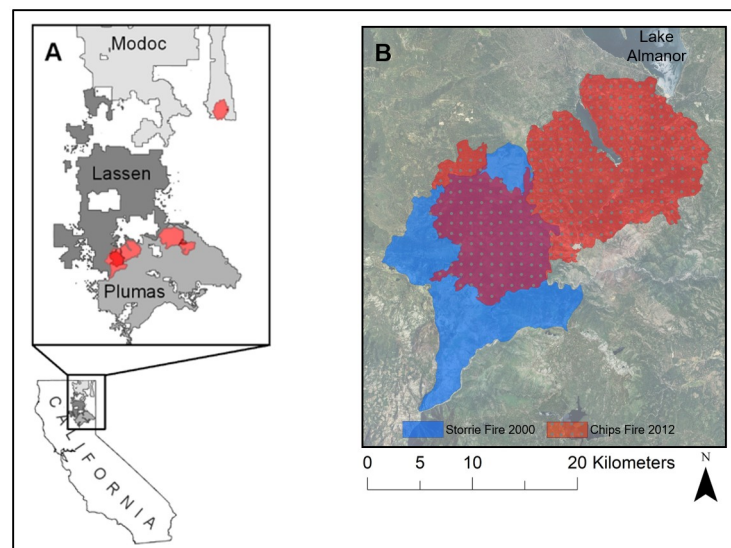 A
Modoc
Lassen
Plumas
CALIFORNIA
B
Lake
Almanor
Storrie Fire 2000
Chips Fire 2012
0 5 10 20 Kilometers
N